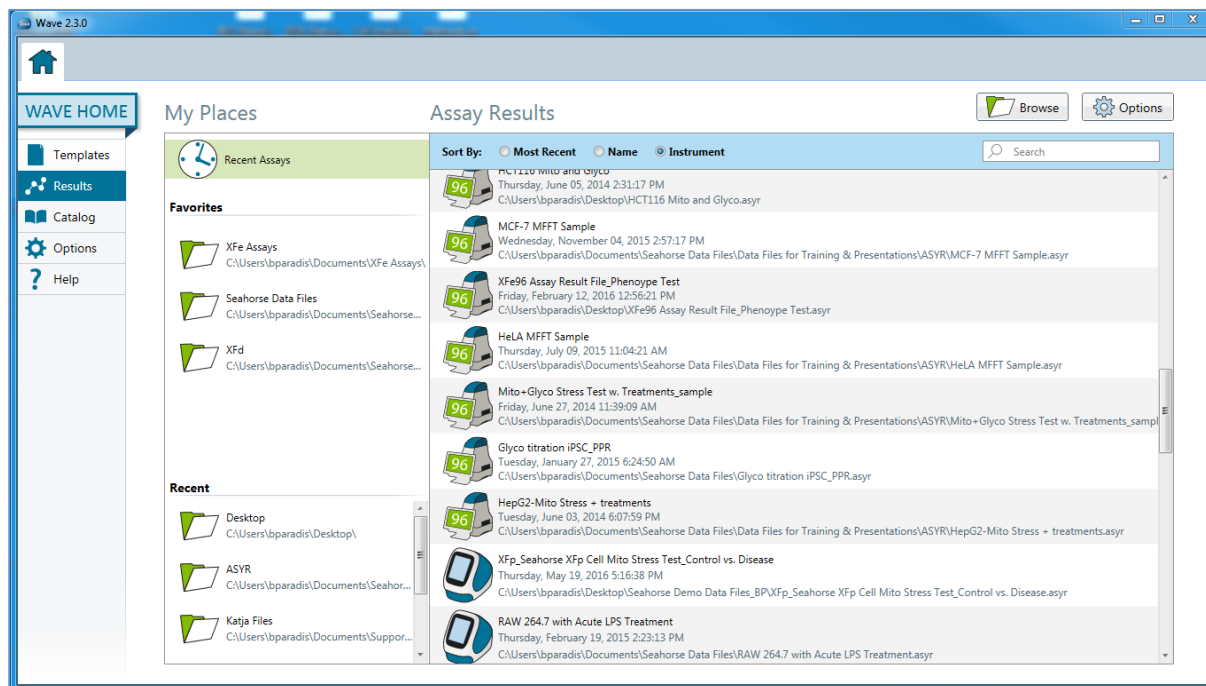 Wave 2.3.0
WAVE HOME
Templates
Results
Catalog
Options
Help
My Places
Recent Assays
Favorites
XFe Assays
C:\Users\bparadis\Documents\XFe Assays\
Seahorse Data Files
C:\Users\bparadis\Documents\Seahorse...
XFd
C:\Users\bparadis\Documents\Seahorse...
Recent
Desktop
C:\Users\bparadis\Desktop\
ASYR
C:\Users\bparadis\Documents\Seahor...
Katja Files
C:\Users\bparadis\Documents\Suppor...
Assay Results
Browse
Options
Sort By: Most Recent Name Instrument
Search
HCT116 Mito and Glyco
96
Thursday, June 05, 2014 2:31:17 PM
C:\Users\bparadis\Desktop\HCT116 Mito and Glyco.asyr
96
MCF-7 MFFT Sample
Wednesday, November 04, 2015 2:57:17 PM
C:\Users\bparadis\Documents\Seahorse Data Files\Data Files for Training & Presentations\ASYR\MCF-7 MFFT Sample.asyr
96
XFe96 Assay Result File_Phenoype Test
Friday, February 12, 2016 12:56:21 PM
C:\Users\bparadis\Desktop\XFe96 Assay Result File_Phenoype Test.asyr
96
HeLA MFFT Sample
Thursday, July 09, 2015 11:04:21 AM
C:\Users\bparadis\Documents\Seahorse Data Files\Data Files for Training & Presentations\ASYR\HeLA MFFT Sample.asyr
96
Mito+Glyco Stress Test w. Treatments_sample
Friday, June 27, 2014 11:39:09 AM
C:\Users\bparadis\Documents\Seahorse Data Files\Data Files for Training & Presentations\ASYR\Mito+Glyco Stress Test w. Treatments_sampl
96
Glyco titration iPSC_PPR
Tuesday, January 27, 2015 6:24:50 AM
C:\Users\bparadis\Documents\Seahorse Data Files\Glyco titration iPSC_PPR.asyr
96
HepG2-Mito Stress + treatments
Tuesday, June 03, 2014 6:07:59 PM
C:\Users\bparadis\Documents\Seahorse Data Files\Data Files for Training & Presentations\ASYR\HepG2-Mito Stress + treatments.asyr
XFp_Seahorse XFp Cell Mito Stress Test_Control vs. Disease
Thursday, May 19, 2016 5:16:38 PM
C:\Users\bparadis\Desktop\Seahorse Demo Data Files_BP\XFp_Seahorse XFp Cell Mito Stress Test_Control vs. Disease.asyr
RAW 264.7 with Acute LPS Treatment
Thursday, February 19, 2015 2:23:13 PM
C:\Users\bparadis\Documents\Seahorse Data Files\RAW 264.7 with Acute LPS Treatment.asyr